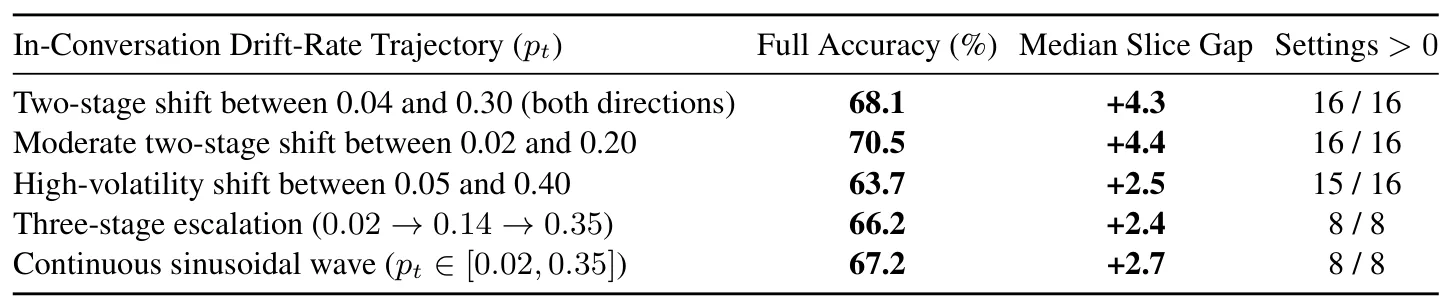 In-Conversation Drift-Rate Trajectory (pₜ) Full Accuracy (%) Median Slice Gap Settings > 0
Two-stage shift between 0.04 and 0.30 (both directions) 68.1 +4.3 16 / 16
Moderate two-stage shift between 0.02 and 0.20 70.5 +4.4 16 / 16
High-volatility shift between 0.05 and 0.40 63.7 +2.5 15 / 16
Three-stage escalation (0.02 → 0.14 → 0.35) 66.2 +2.4 8 / 8
Continuous sinusoidal wave (pₜ ∈ [0.02, 0.35]) 67.2 +2.7 8 / 8